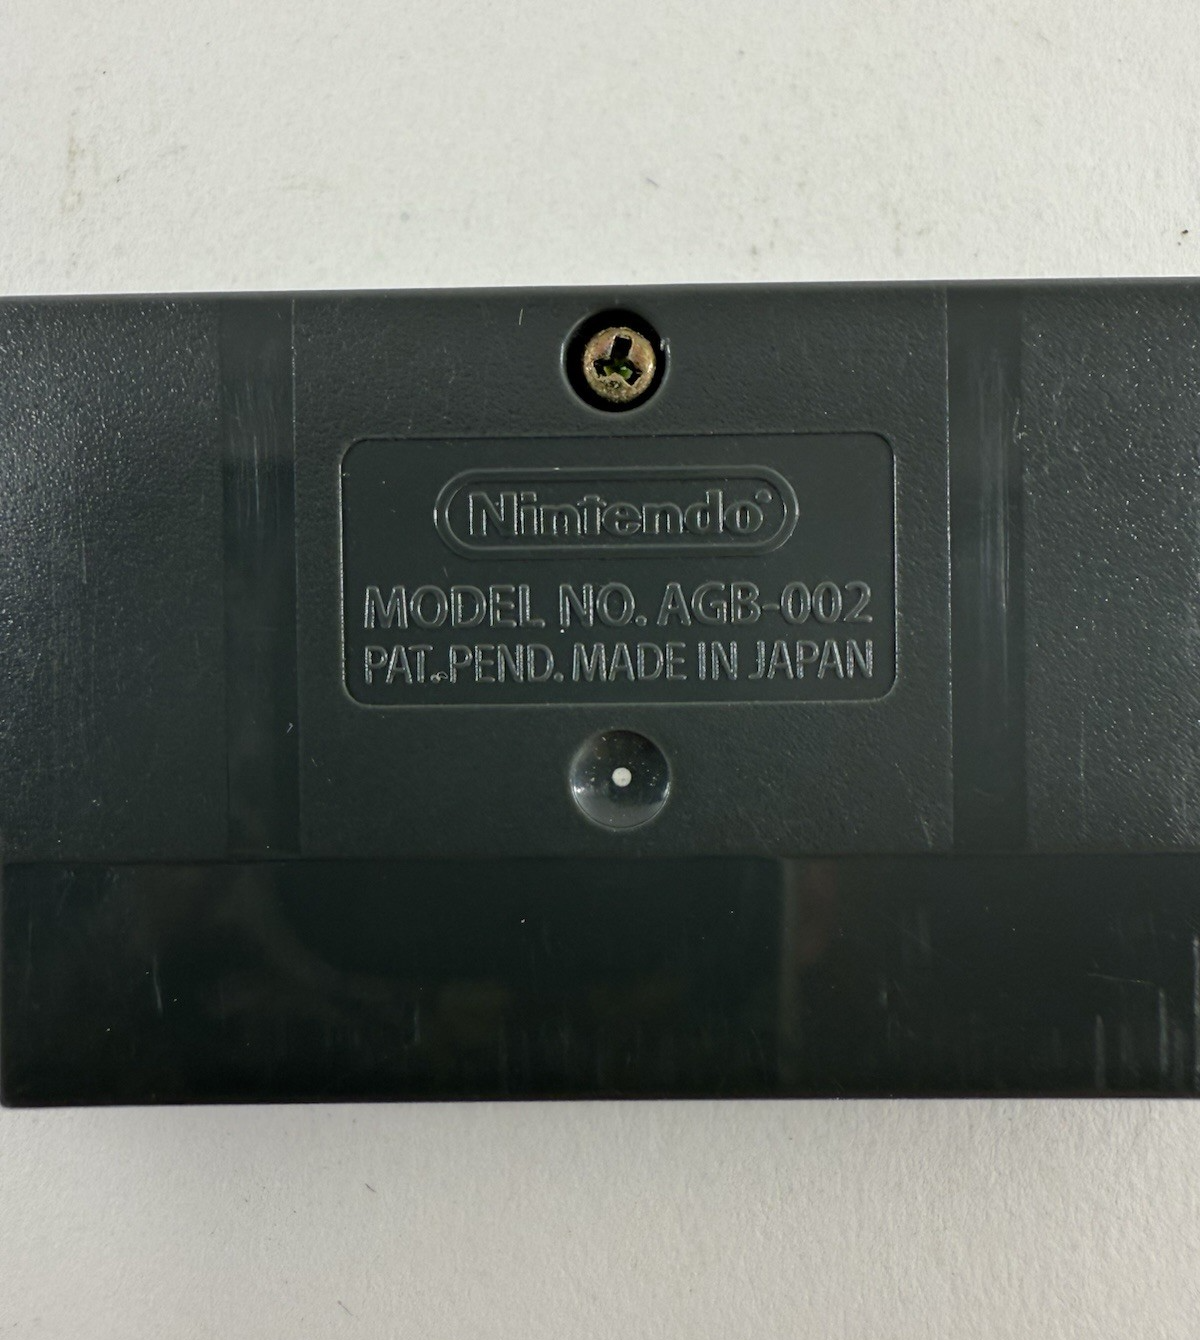 Nintendo®
MODEL NO. AGB-002
PAT. PEND. MADE IN JAPAN